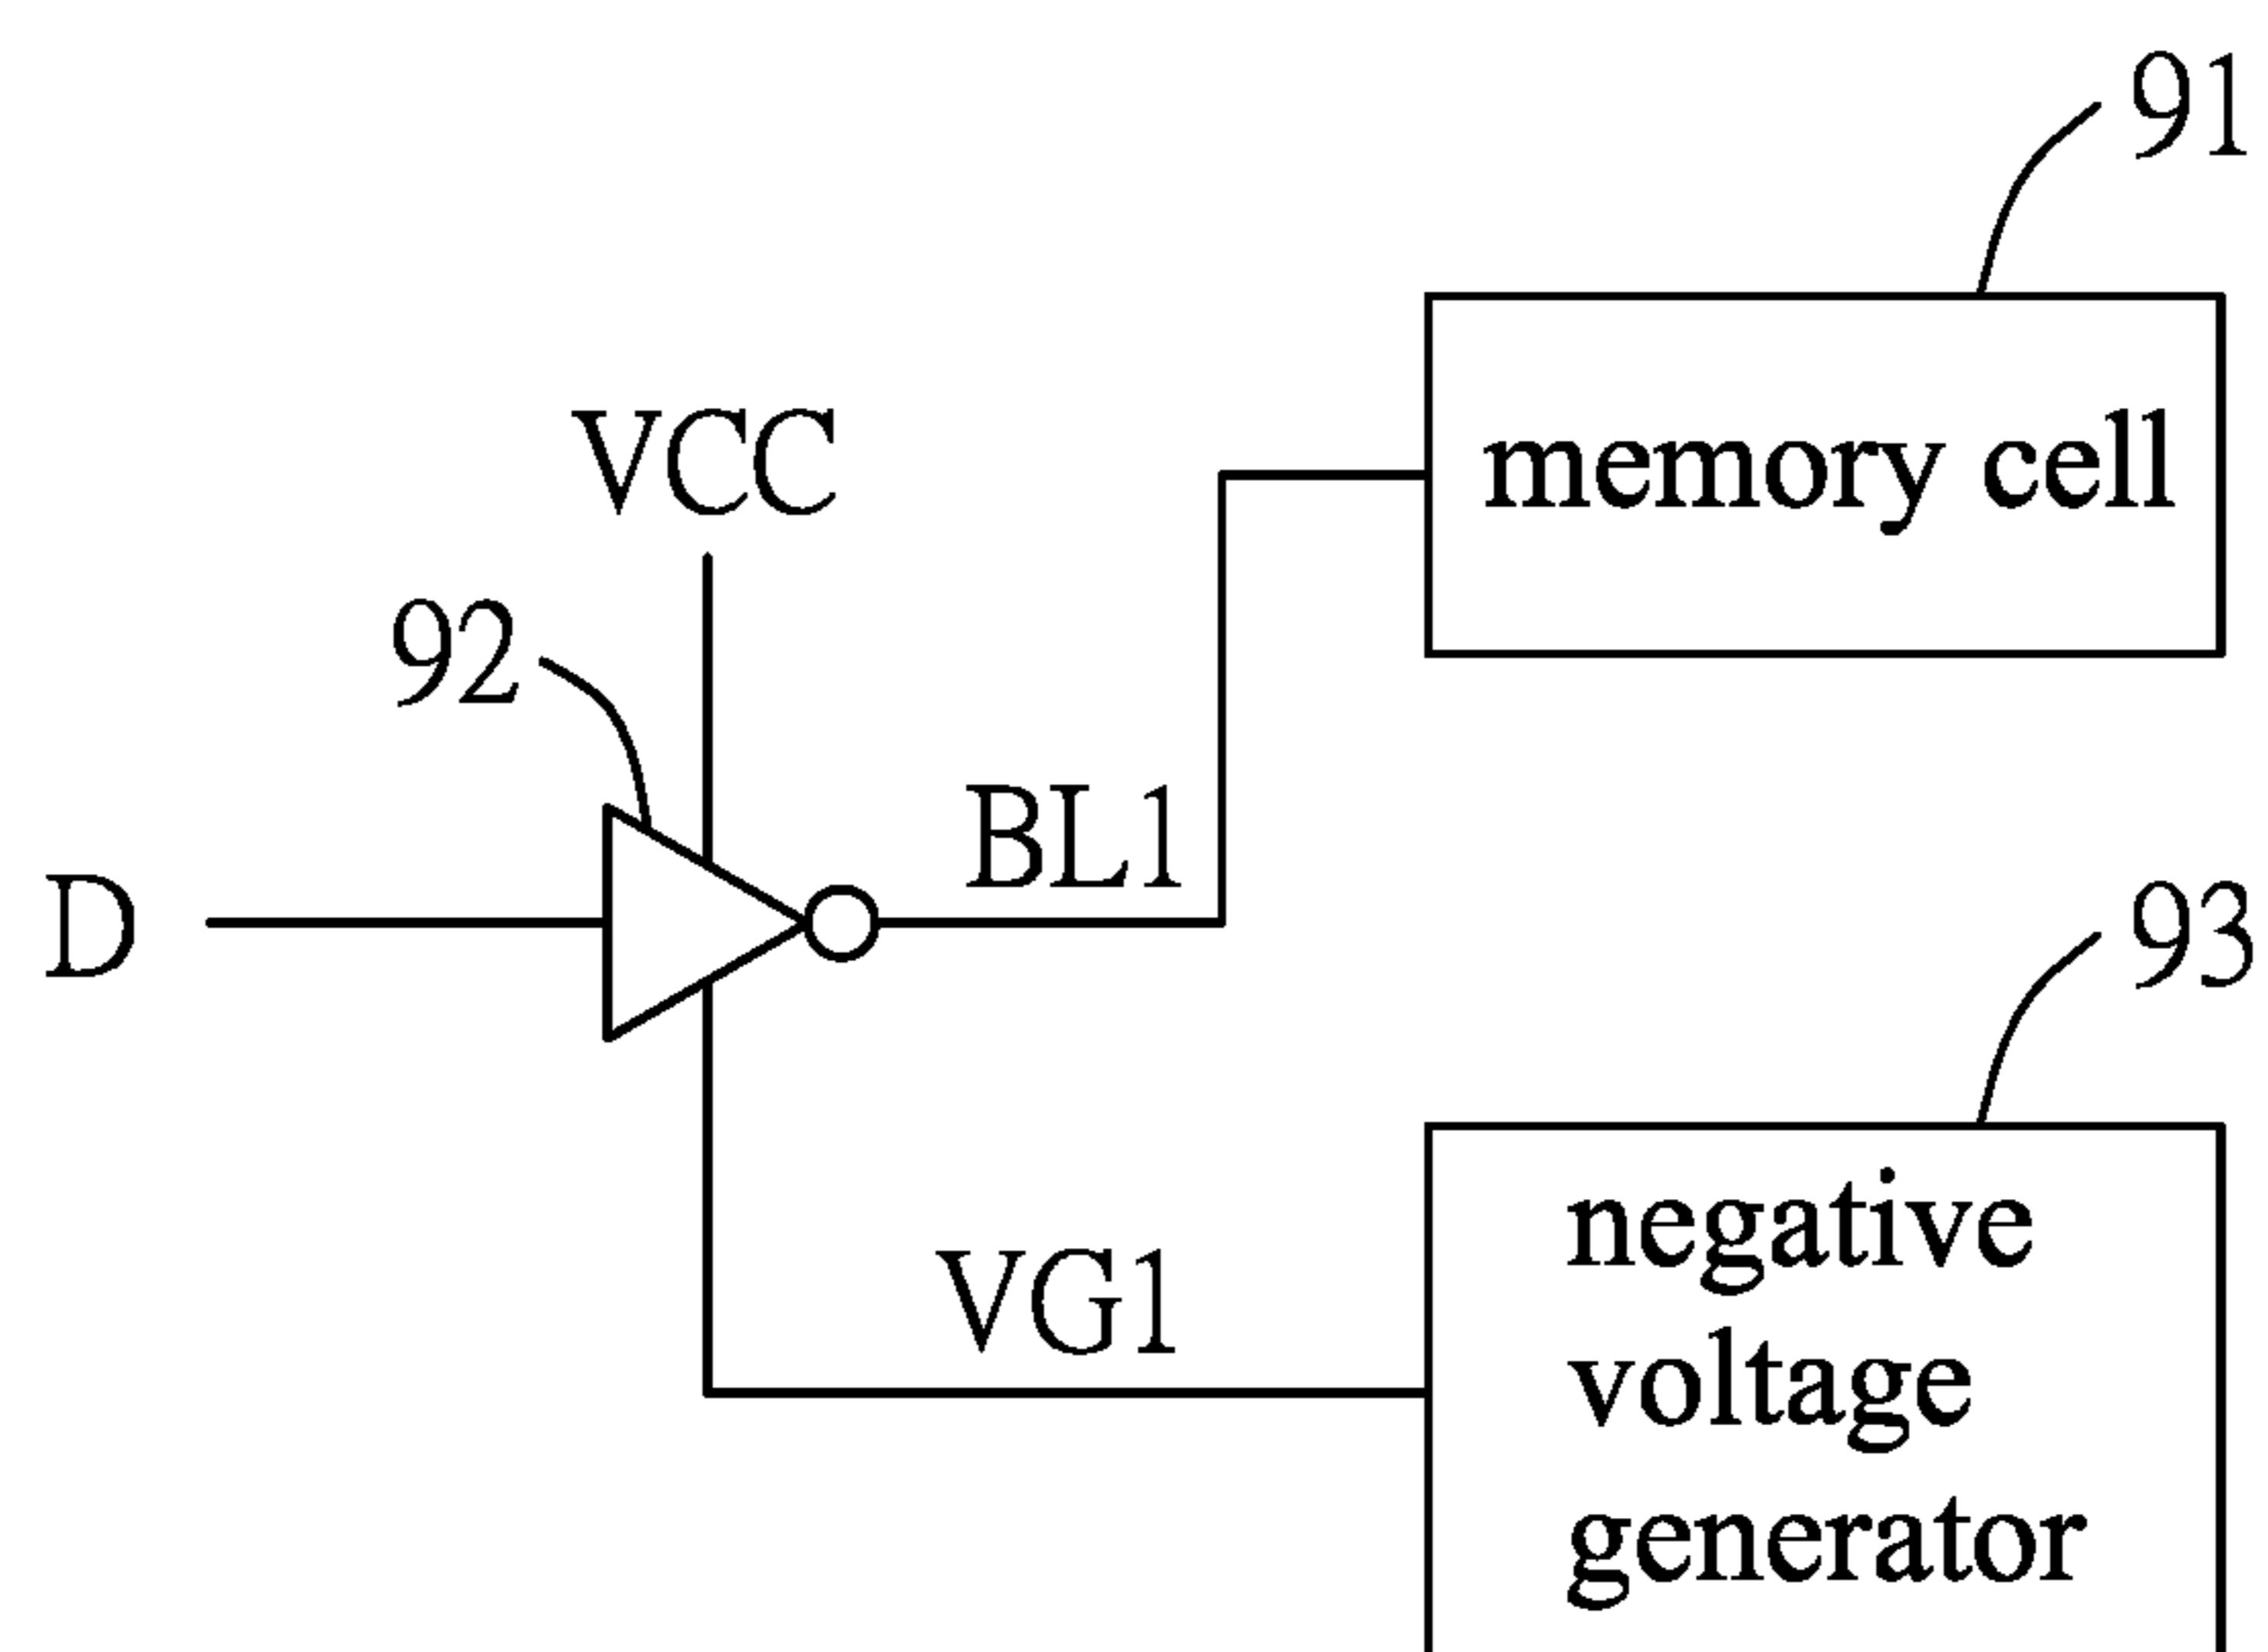 91
memory cell
VCC
92
BL1
D
93
VG1
negative
voltage
generator